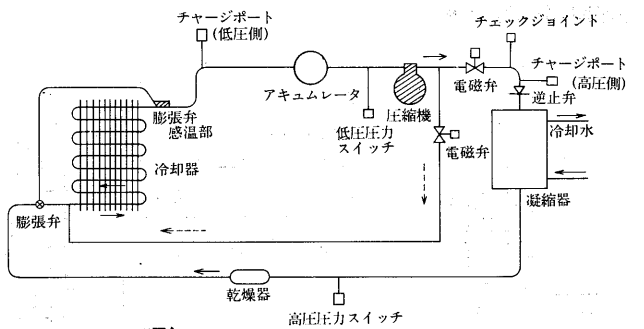 チャージポート
(低圧側)
チェックジョイント
チャージポート
(高圧側)
アキュムレータ
圧縮機
電磁弁
逆止弁
膨張弁
感温部
低圧圧力
スイッチ
冷却水
電磁弁
冷却器
凝縮器
膨張弁
乾燥器
高圧圧力スイッチ